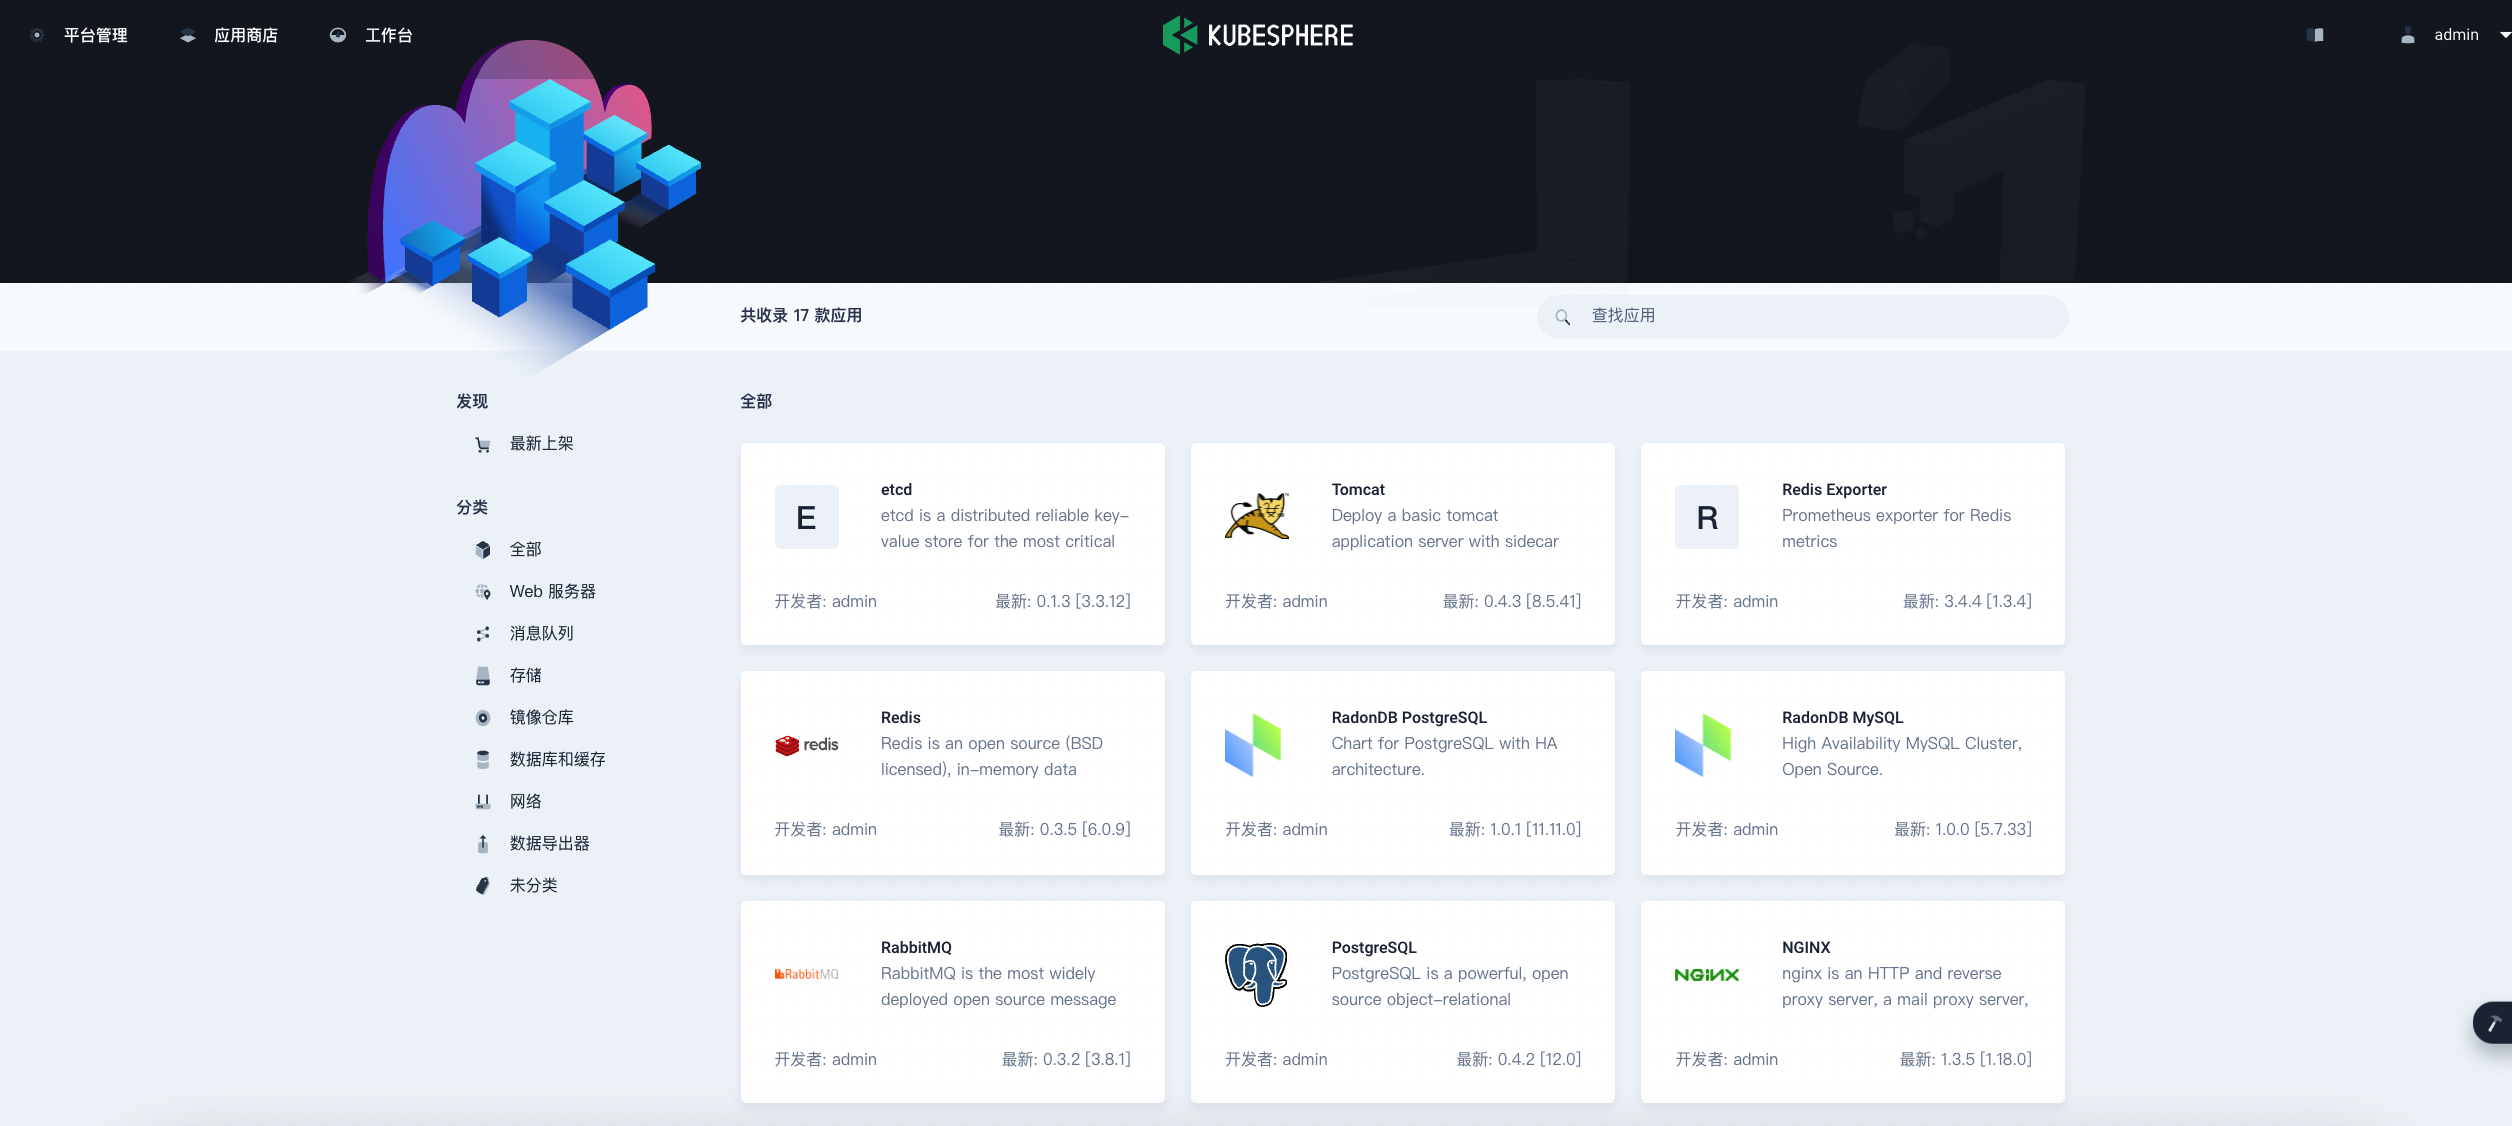 平台管理
应用商店
工作台
KUBESPHERE
admin
共收录 17 款应用
查找应用
发现
最新上架
分类
全部
Web 服务器
消息队列
存储
镜像仓库
数据库和缓存
网络
数据导出器
未分类
全部
E
etcd
etcd is a distributed reliable key-
value store for the most critical
开发者: admin
最新: 0.1.3 [3.3.12]
Tomcat
Deploy a basic tomcat
application server with sidecar
开发者: admin
最新: 0.4.3 [8.5.41]
R
Redis Exporter
Prometheus exporter for Redis
metrics
开发者: admin
最新: 3.4.4 [1.3.4]
redis
Redis
Redis is an open source (BSD
licensed), in-memory data
开发者: admin
最新: 0.3.5 [6.0.9]
RadonDB PostgreSQL
Chart for PostgreSQL with HA
architecture.
开发者: admin
最新: 1.0.1 [11.11.0]
RadonDB MySQL
High Availability MySQL Cluster,
Open Source.
开发者: admin
最新: 1.0.0 [5.7.33]
RabbitMQ
RabbitMQ
RabbitMQ is the most widely
deployed open source message
开发者: admin
最新: 0.3.2 [3.8.1]
PostgreSQL
PostgreSQL is a powerful, open
source object-relational
开发者: admin
最新: 0.4.2 [12.0]
NGINX
NGINX
nginx is an HTTP and reverse
proxy server, a mail proxy server,
开发者: admin
最新: 1.3.5 [1.18.0]